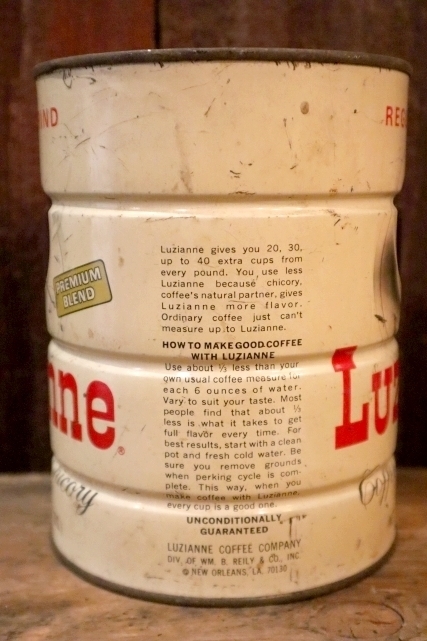 ND
REG
PREMIUM
BLEND
Luzianne gives you 20, 30,
up to 40 extra cups from
every pound. You use less
Luzianne because chicory,
coffee's natural partner, gives
Luzianne more flavor.
Ordinary coffee just can't
measure up to Luzianne.
HOW TO MAKE GOOD COFFEE
WITH LUZIANNE
Use about ⅓ less than your
own usual coffee measure for
each 6 ounces of water.
Vary to suit your taste. Most
people find that about ⅓
less is what it takes to get
full flavor every time. For
best results, start with a clean
pot and fresh cold water. Be
sure you remove grounds
when perking cycle is com-
plete. This way, when you
make coffee with Luzianne,
every cup is a good one.
UNCONDITIONALLY
GUARANTEED
LUZIANNE COFFEE COMPANY
DIV. OF WM. B. REILY & CO., INC.
© NEW ORLEANS, LA. 70130
nne®
Luz